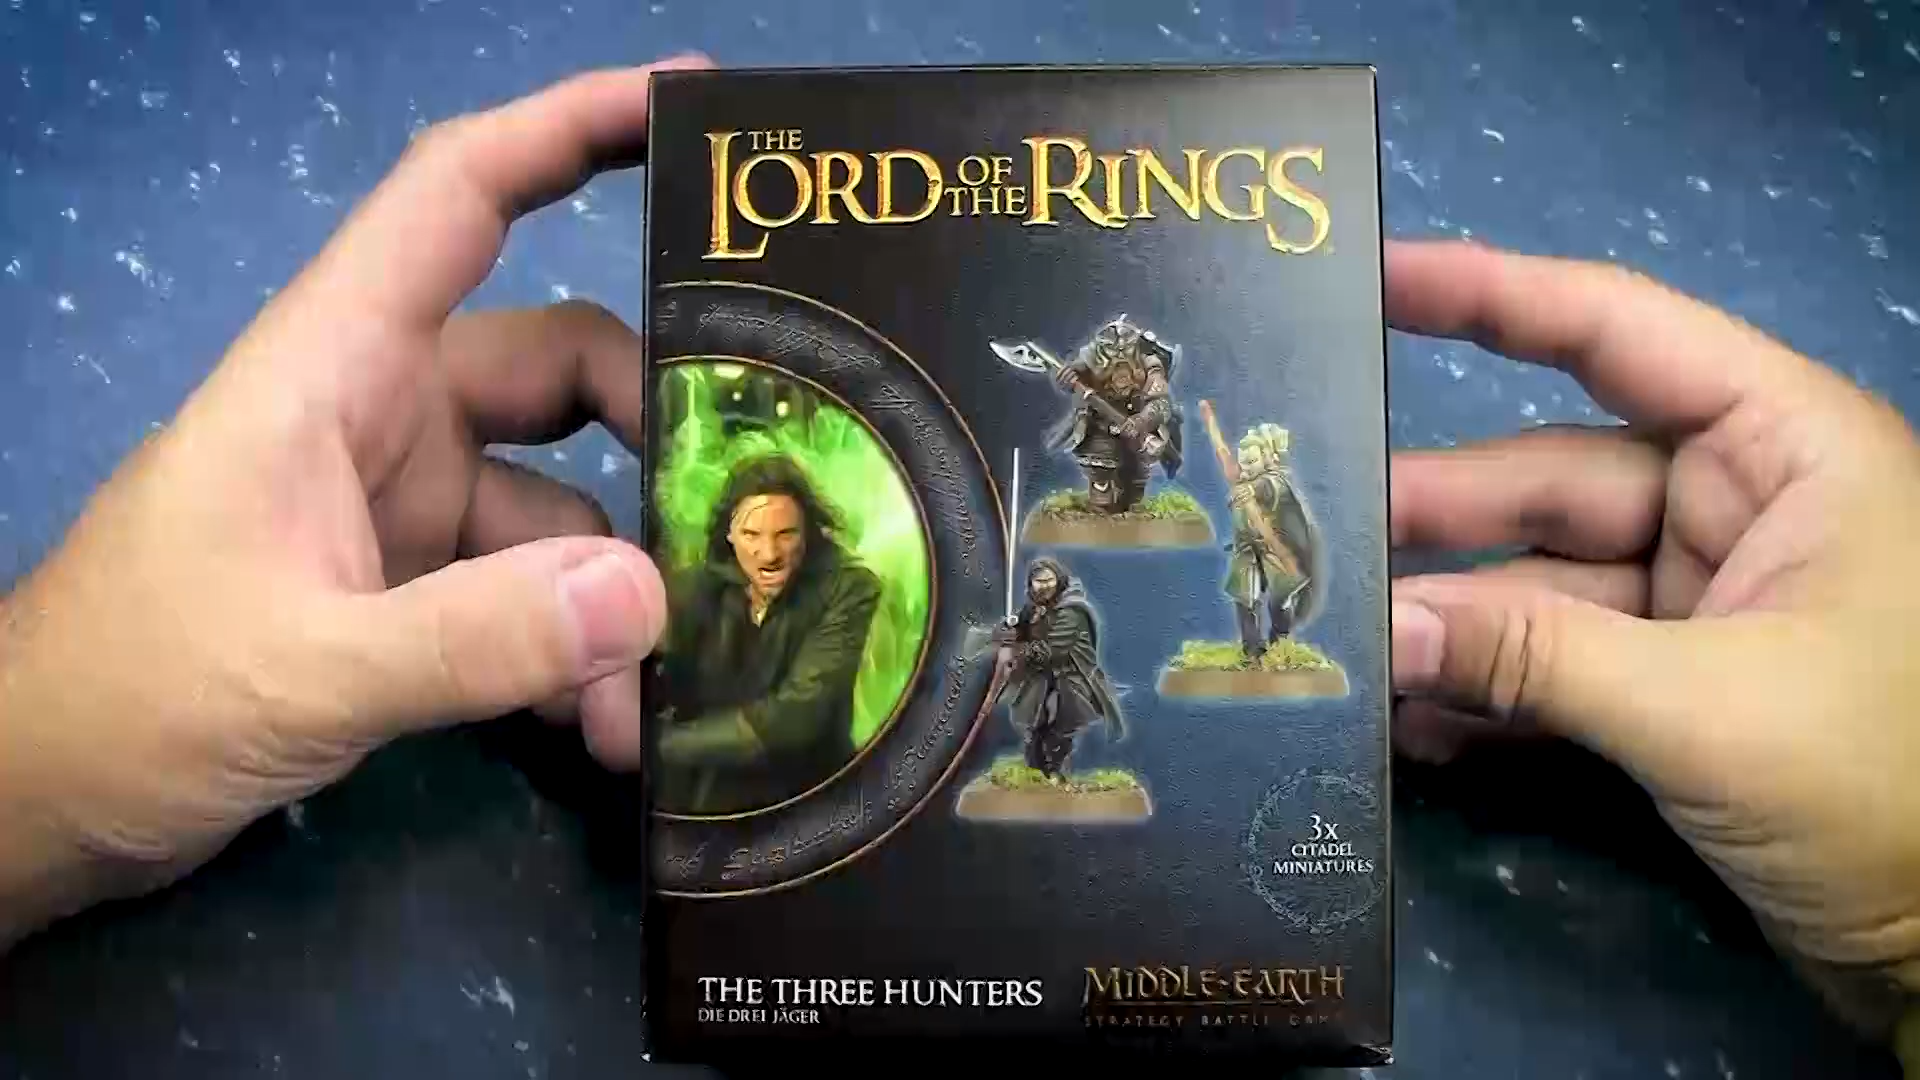 THE
LORD OF THE RINGS
3x
CITADEL
MINIATURES
THE THREE HUNTERS
DIE DREI JÄGER
MIDDLE-EARTH
STRATEGY BATTLE GAME